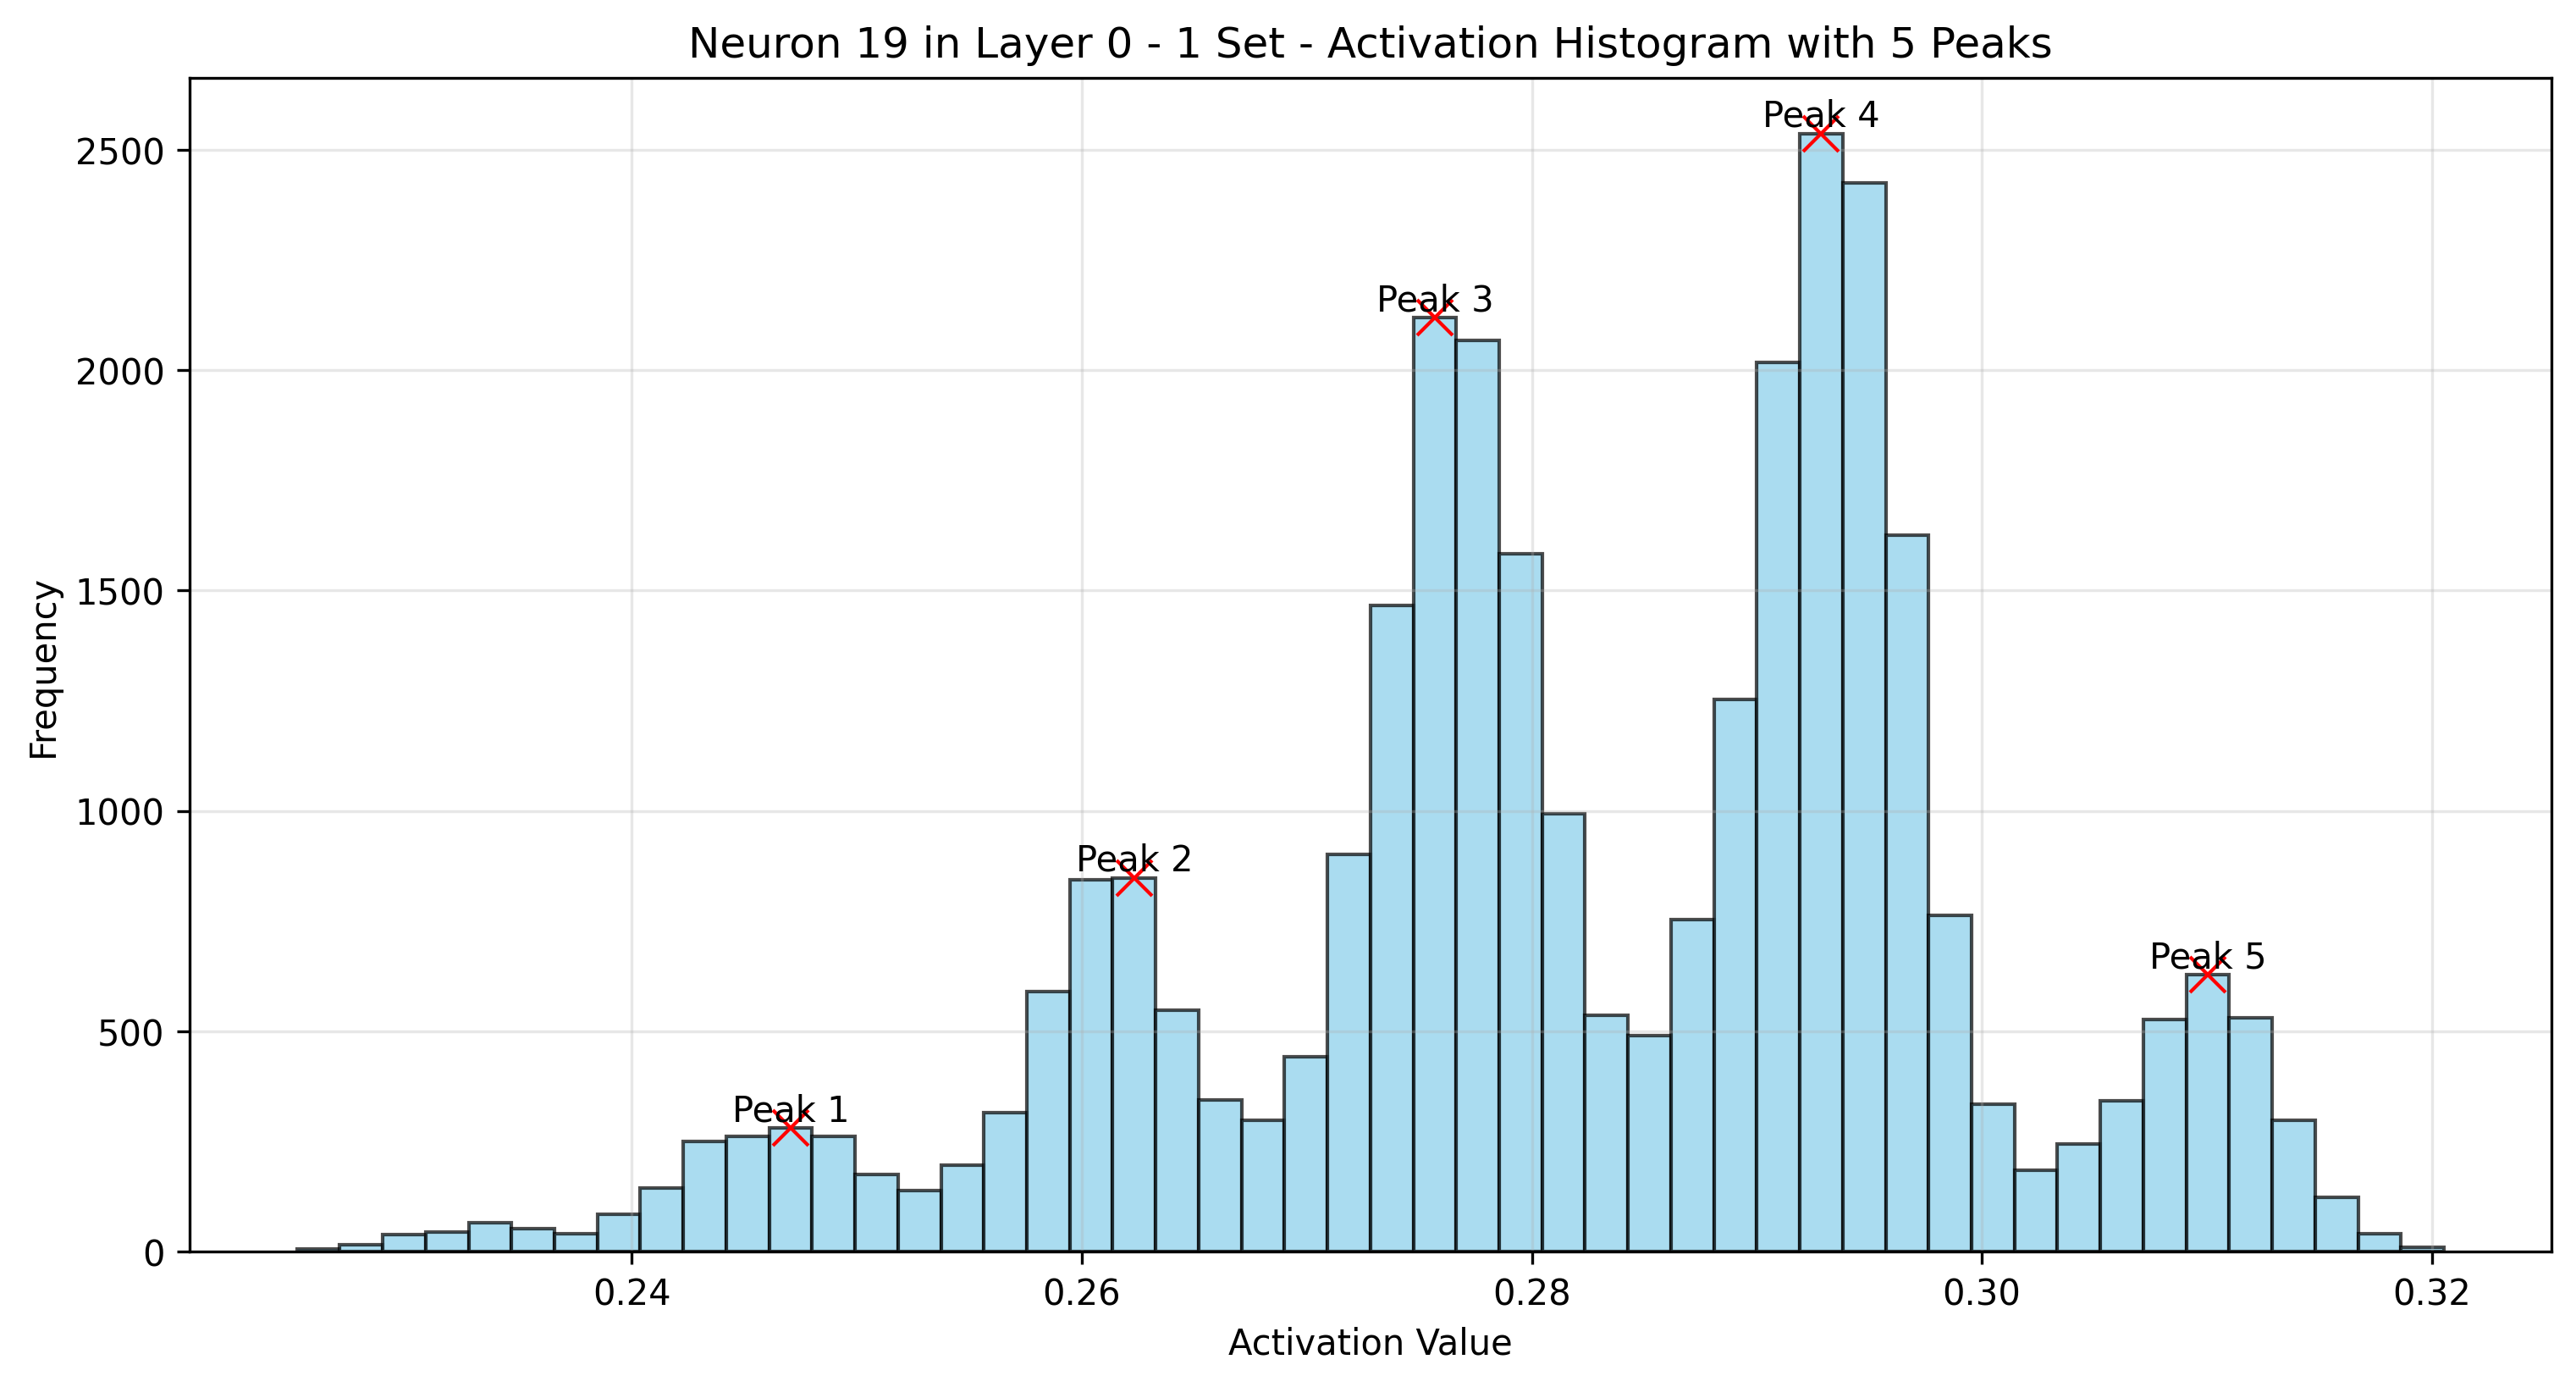 Neuron 19 in Layer 0 - 1 Set - Activation Histogram with 5 Peaks
Peak 4
2500
Peak 3
2000
Frequency
1500
1000
Peak 2
Peak 5
500
Peak 1
0
0.24 0.26 0.28 0.30 0.32
Activation Value